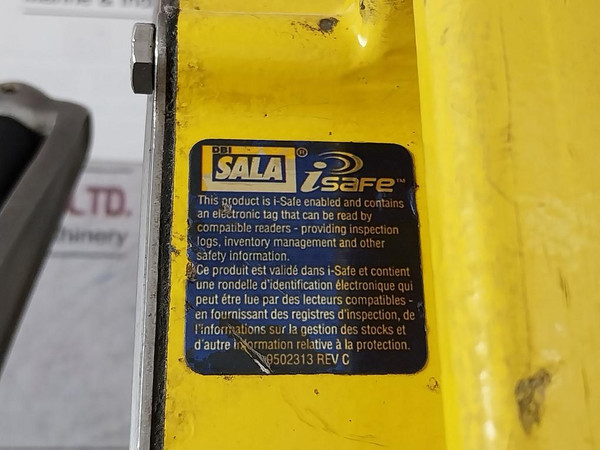 DBI
SALA ®
isafe™
This product is i-Safe enabled and contains
an electronic tag that can be read by
compatible readers - providing inspection
logs, inventory management and other
safety information.
Ce produit est validé dans i-Safe et contient
une rondelle d'identification électronique qui
peut être lue par des lecteurs compatibles -
en fournissant des registres d'inspection, de
l'informations sur la gestion des stocks et
d'autre information relative à la protection.
9502313 REV C
LTD.
chinery